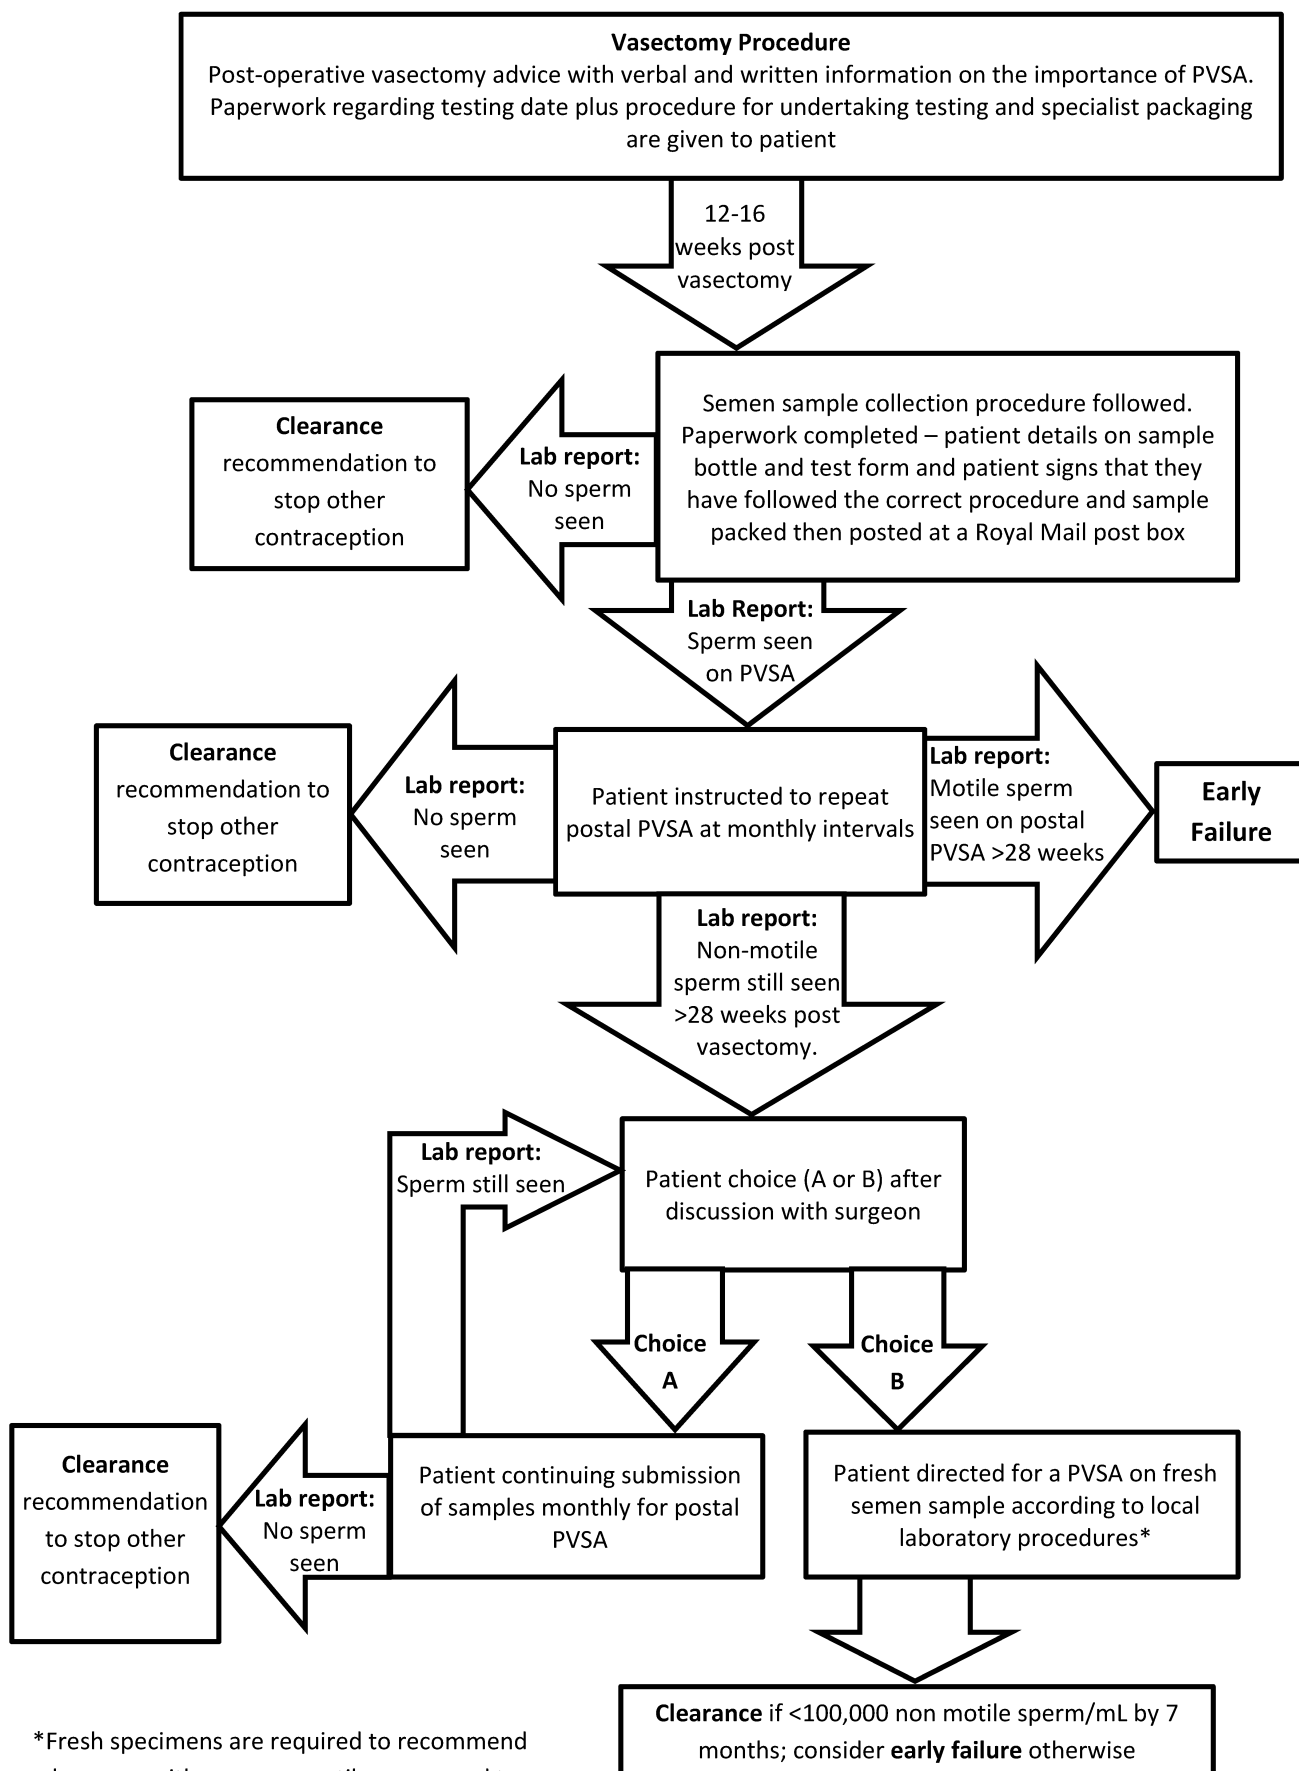 Vasectomy Procedure
Post-operative vasectomy advice with verbal and written information on the importance of PVSA.
Paperwork regarding testing date plus procedure for undertaking testing and specialist packaging
are given to patient
12-16
weeks post
vasectomy
Semen sample collection procedure followed.
Paperwork completed – patient details on sample
bottle and test form and patient signs that they
have followed the correct procedure and sample
packed then posted at a Royal Mail post box
Lab report:
No sperm
seen
Clearance
recommendation to
stop other
contraception
Lab Report:
Sperm seen
on PVSA
Patient instructed to repeat
postal PVSA at monthly intervals
Lab report:
No sperm
seen
Clearance
recommendation to
stop other
contraception
Lab report:
Motile sperm
seen on postal
PVSA >28 weeks
Early
Failure
Lab report:
Non-motile
sperm still seen
>28 weeks post
vasectomy.
Lab report:
Sperm still seen
Patient choice (A or B) after
discussion with surgeon
Choice
A
Choice
B
Patient continuing submission
of samples monthly for postal
PVSA
Lab report:
No sperm
seen
Clearance
recommendation
to stop other
contraception
Patient directed for a PVSA on fresh
semen sample according to local
laboratory procedures*
Clearance if <100,000 non motile sperm/mL by 7
months; consider early failure otherwise
*Fresh specimens are required to recommend